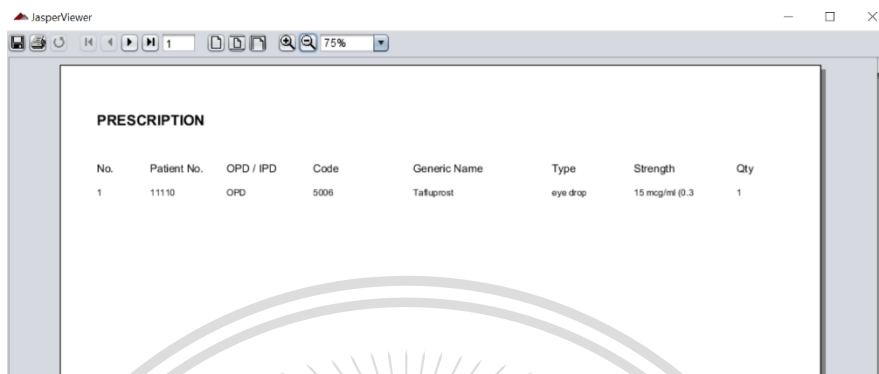 JasperViewer
1 75%
PRESCRIPTION
No. Patient No. OPD / IPD Code Generic Name Type Strength Qty
1 11110 OPD 5006 Tafluprost eye drop 15 mcg/ml (0.3 1